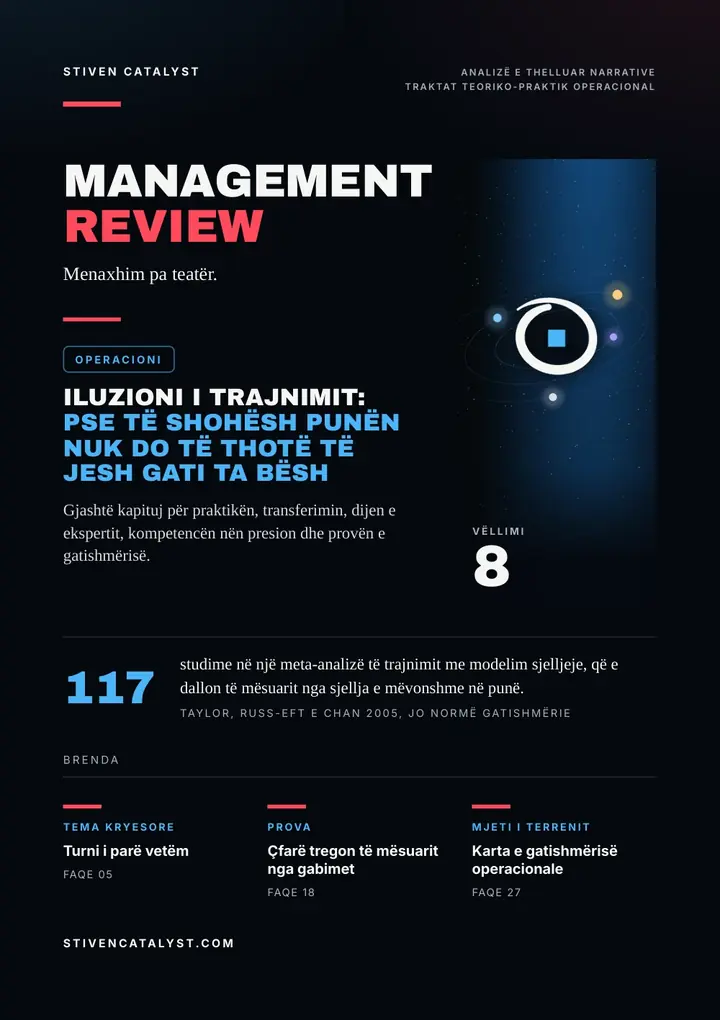 STIVEN CATALYST
ANALIZË E THELLUAR NARRATIVE
TRAKTAT TEORIKO-PRAKTIK OPERACIONAL
MANAGEMENT
REVIEW
Menaxhim pa teatër.
OPERACIONI
ILUZIONI I TRAJNIMIT:
PSE TË SHOHËSH PUNËN
NUK DO TË THOTË TË
JESH GATI TA BËSH
Gjashtë kapituj për praktikën, transferimin, dijen e
ekspertit, kompetencën nën presion dhe provën e
gatishmërisë.
VËLLIMI
8
117
studime në një meta-analizë të trajnimit me modelim sjelljeje, që e
dallon të mësuarit nga sjellja e mëvonshme në punë.
TAYLOR, RUSS-EFT E CHAN 2005, JO NORMË GATISHMËRIE
BRENDA
TEMA KRYESORE
Turni i parë vetëm
FAQE 05
PROVA
Çfarë tregon të mësuarit
nga gabimet
FAQE 18
MJETI I TERRENIT
Karta e gatishmërisë
operacionale
FAQE 27
STIVENCATALYST.COM